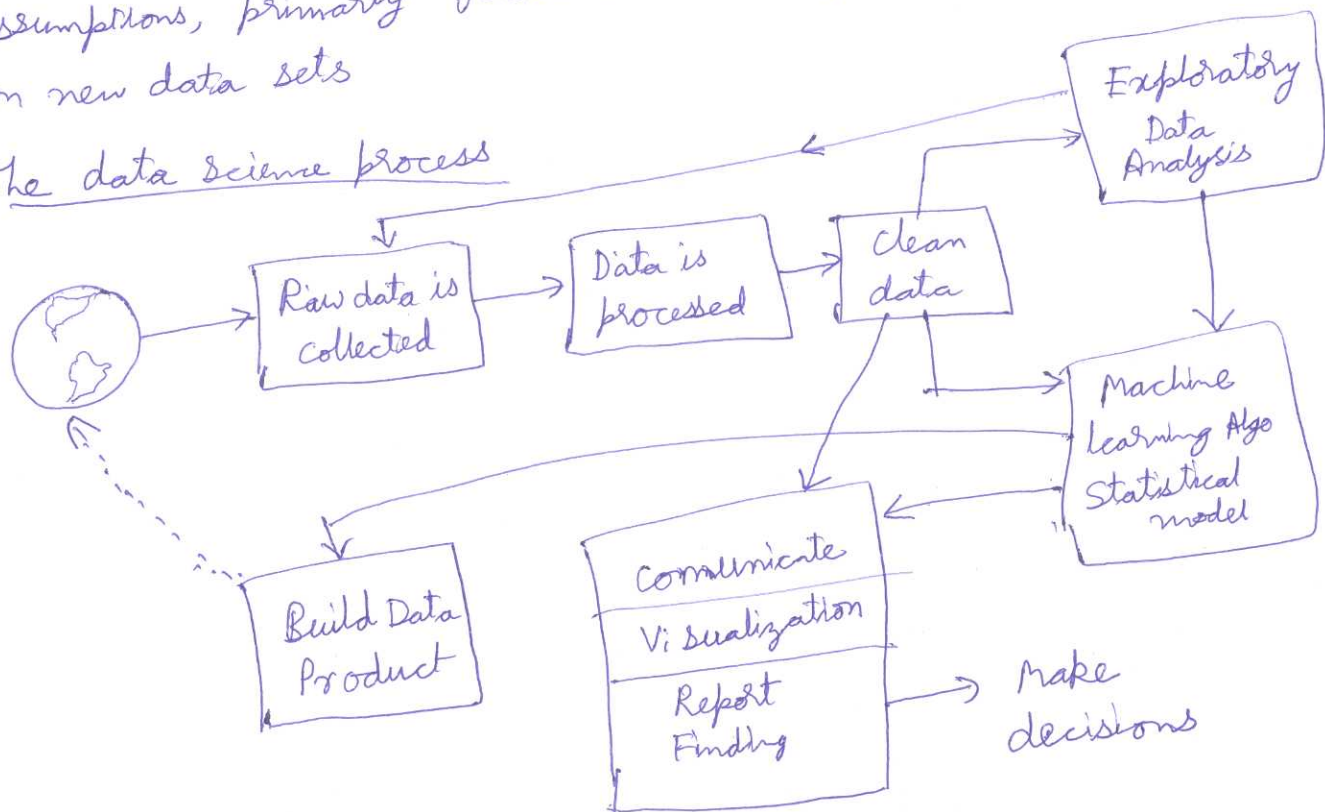 ssumptions, primary
n new data sets
he data science process
Exploratory
Data
Analysis
Raw data is
collected
Data is
processed
Clean
data
Machine
Learning Algo
Statistical
model
Build Data
Product
Communicate
Visualization
Report
Finding
Make
decisions